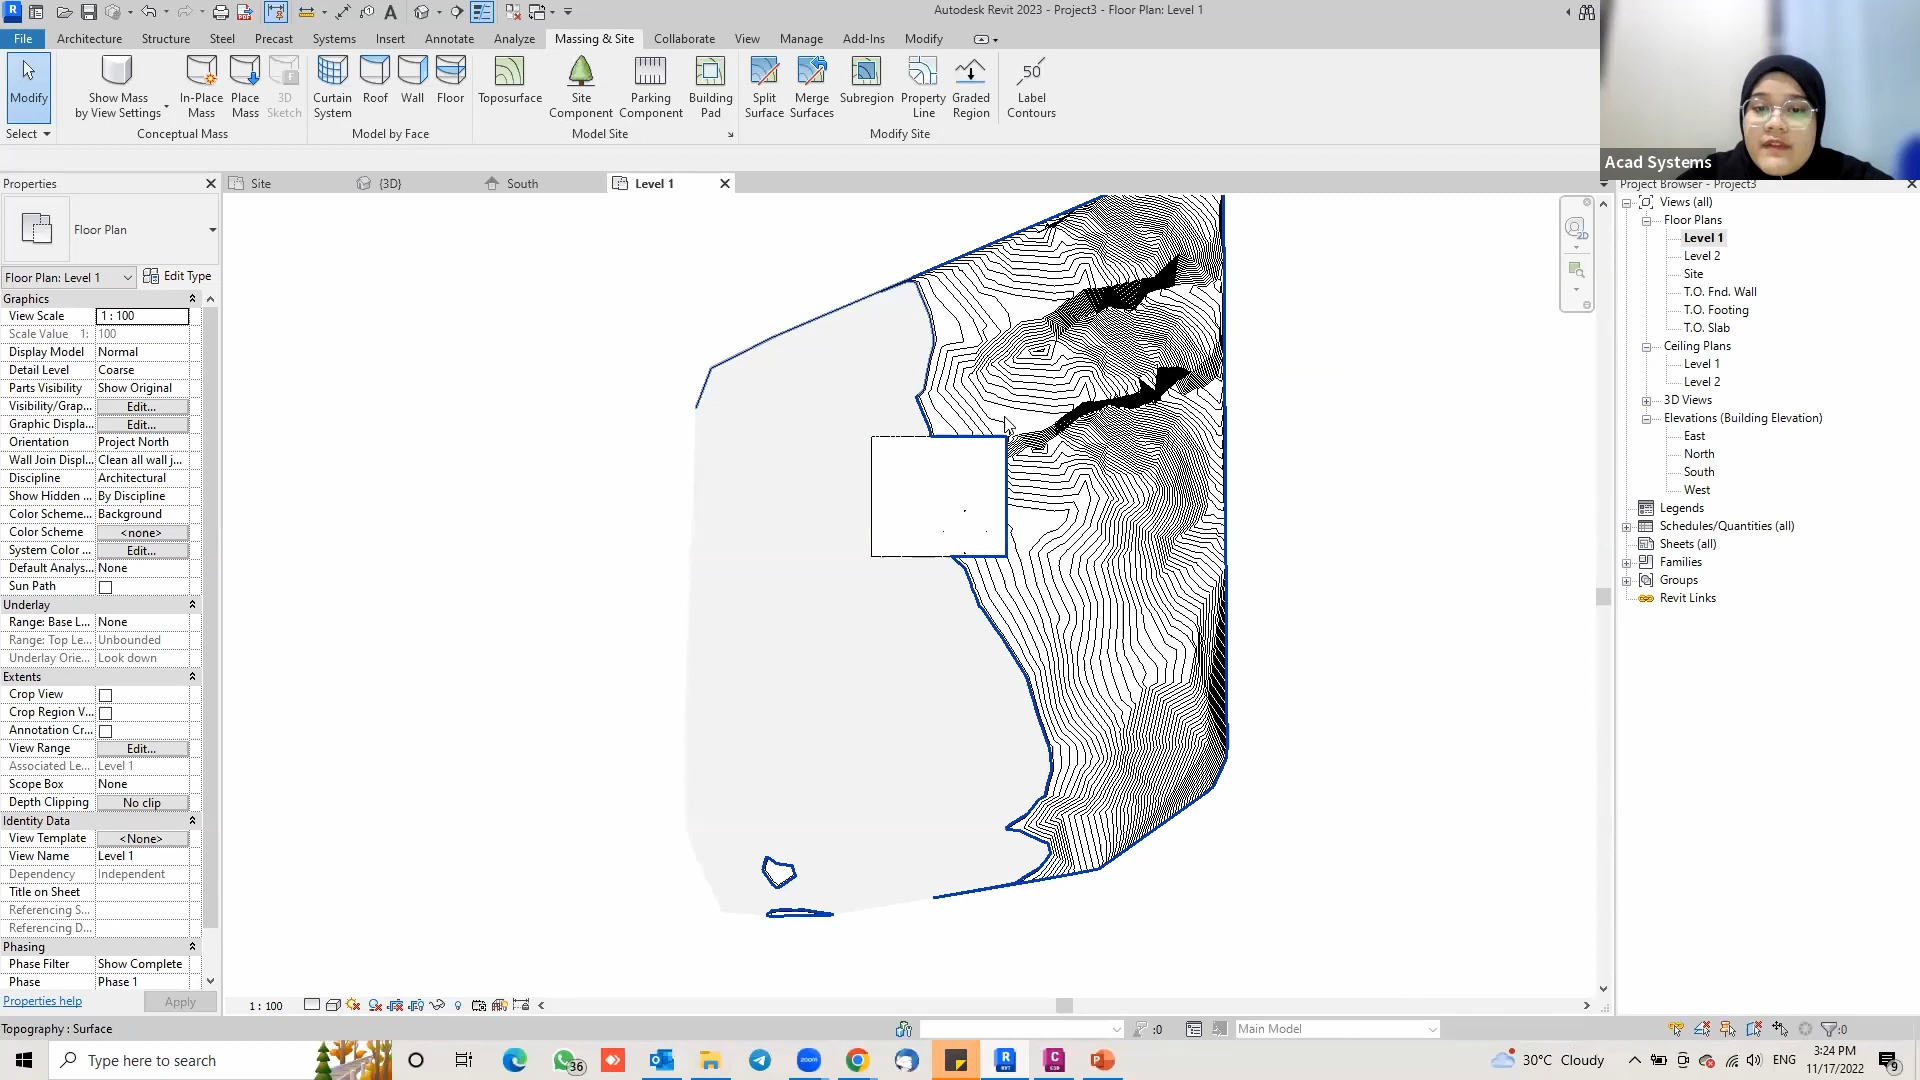 Autodesk Revit 2023 - Project3 - Floor Plan: Level 1
File Architecture Structure Steel Precast Systems Insert Annotate Analyze Massing & Site Collaborate View Manage Add-Ins Modify
Modify
Show Mass by View Settings
In-Place Mass
Place Mass
3D Sketch
Curtain System
Roof
Wall
Floor
Toposurface
Site Component
Parking Component
Building Pad
Split Surface
Merge Surfaces
Subregion
Property Line
Graded Region
50
Label Contours
Select
Conceptual Mass
Model by Face
Model Site
Modify Site
Acad Systems
Properties
Site
{3D}
South
Level 1
Project Browser - Project3
Floor Plan
Floor Plan: Level 1
Edit Type
Graphics
View Scale 1 : 100
Scale Value 1: 100
Display Model Normal
Detail Level Coarse
Parts Visibility Show Original
Visibility/Grap... Edit...
Graphic Displa... Edit...
Orientation Project North
Wall Join Displ... Clean all wall j...
Discipline Architectural
Show Hidden ... By Discipline
Color Scheme... Background
Color Scheme <none>
System Color ... Edit...
Default Analys... None
Sun Path
Underlay
Range: Base L... None
Range: Top Le... Unbounded
Underlay Orie... Look down
Extents
Crop View
Crop Region V...
Annotation Cr...
View Range Edit...
Associated Le... Level 1
Scope Box None
Depth Clipping No clip
Identity Data
View Template <None>
View Name Level 1
Dependency Independent
Title on Sheet
Referencing S...
Referencing D...
Phasing
Phase Filter Show Complete
Phase Phase 1
Properties help
Apply
2D
Views (all)
Floor Plans
Level 1
Level 2
Site
T.O. Fnd. Wall
T.O. Footing
T.O. Slab
Ceiling Plans
Level 1
Level 2
3D Views
Elevations (Building Elevation)
East
North
South
West
Legends
Schedules/Quantities (all)
Sheets (all)
Families
Groups
Revit Links
1 : 100
Topography : Surface
:0
Main Model
:0
Type here to search
36
zoom
30°C Cloudy
ENG
3:24 PM
11/17/2022
9